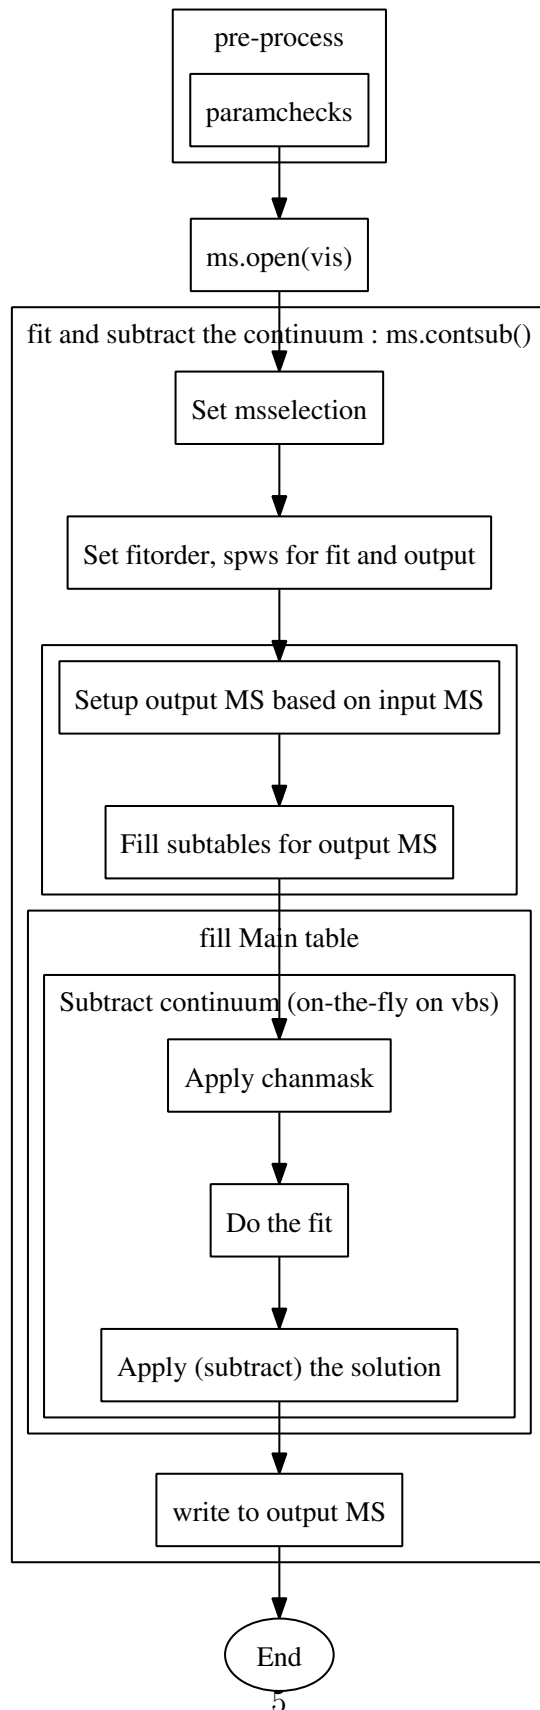 pre-process
paramchecks
ms.open(vis)
fit and subtract the continuum : ms.contsub()
Set msselection
Set fitorder, spws for fit and output
Setup output MS based on input MS
Fill subtables for output MS
fill Main table
Subtract continuum (on-the-fly on vbs)
Apply chanmask
Do the fit
Apply (subtract) the solution
write to output MS
End
5